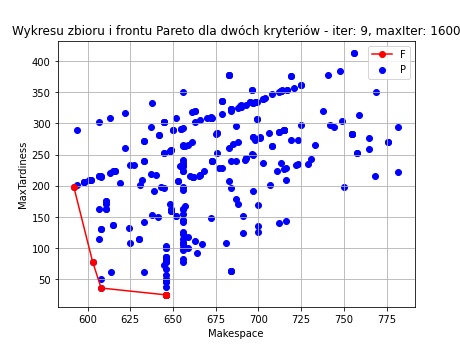 Wykresu zbioru i frontu Pareto dla dwóch kryteriów - iter: 9, maxIter: 1600
F
P
400
350
300
250
200
150
100
50
MaxTardiness
600 625 650 675 700 725 750 775
Makespace